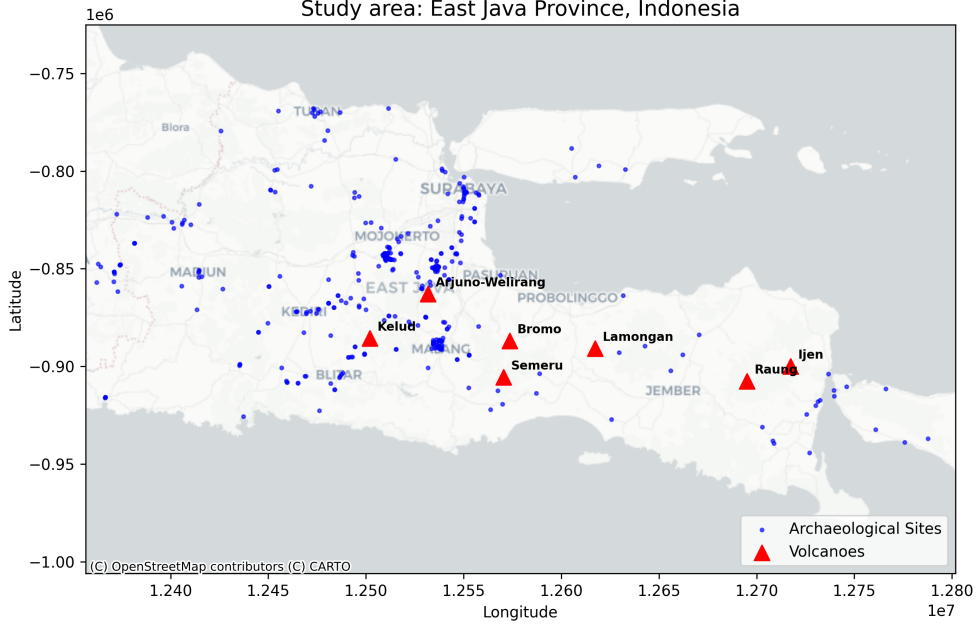 Study area: East Java Province, Indonesia
1e6
−0.75
−0.80
−0.85
−0.90
−0.95
−1.00
Latitude
TUBAN
Blora
SURABAYA
MOJOKERTO
MADIUN
PASURUAN
Arjuno-Welirang
EAST JAVA
PROBOLINGGO
KEDIRI
Kelud
Bromo
Lamongan
MALANG
Ijen
Semeru
Raung
BLITAR
JEMBER
Archaeological Sites
Volcanoes
(C) OpenStreetMap contributors (C) CARTO
1.240 1.245 1.250 1.255 1.260 1.265 1.270 1.275 1.280
1e7
Longitude